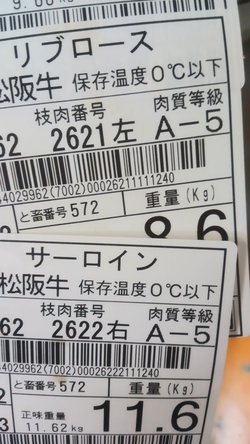 リブロース
松阪牛 保存温度0℃以下
枝肉番号 肉質等級
62 2621左 A-5
4029962(7002)00026211111240
と畜番号572 重量(Kg)
8.6
サーロイン
松阪牛 保存温度0℃以下
枝肉番号 肉質等級
62 2622右 A-5
4029962(7002)00026222111240
と畜番号572 重量(Kg)
正味重量
11.62kg 11.6